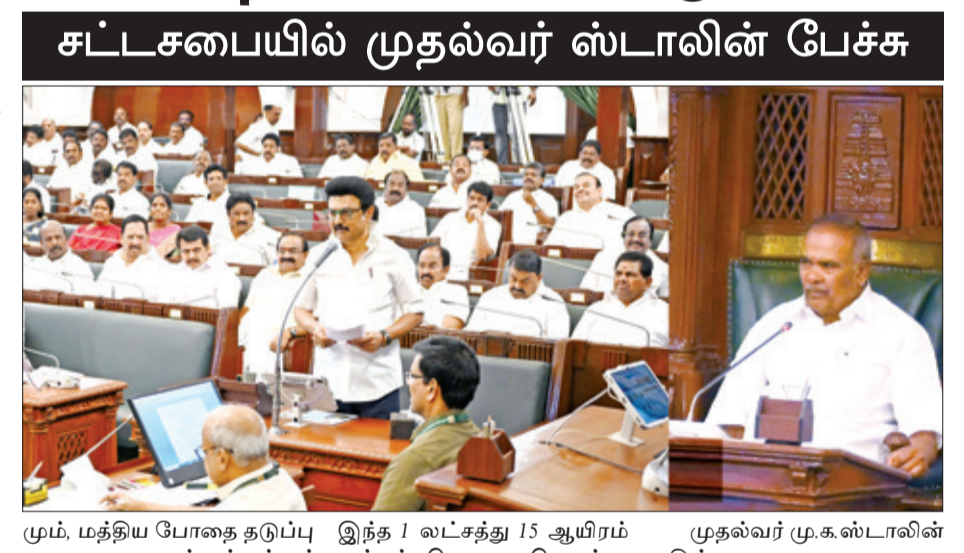 சட்டசபையில் முதல்வர் ஸ்டாலின் பேச்சு
மும், மத்திய போதை தடுப்பு
இந்த 1 லட்சத்து 15 ஆயிரம்
முதல்வர் மு.க.ஸ்டாலின்